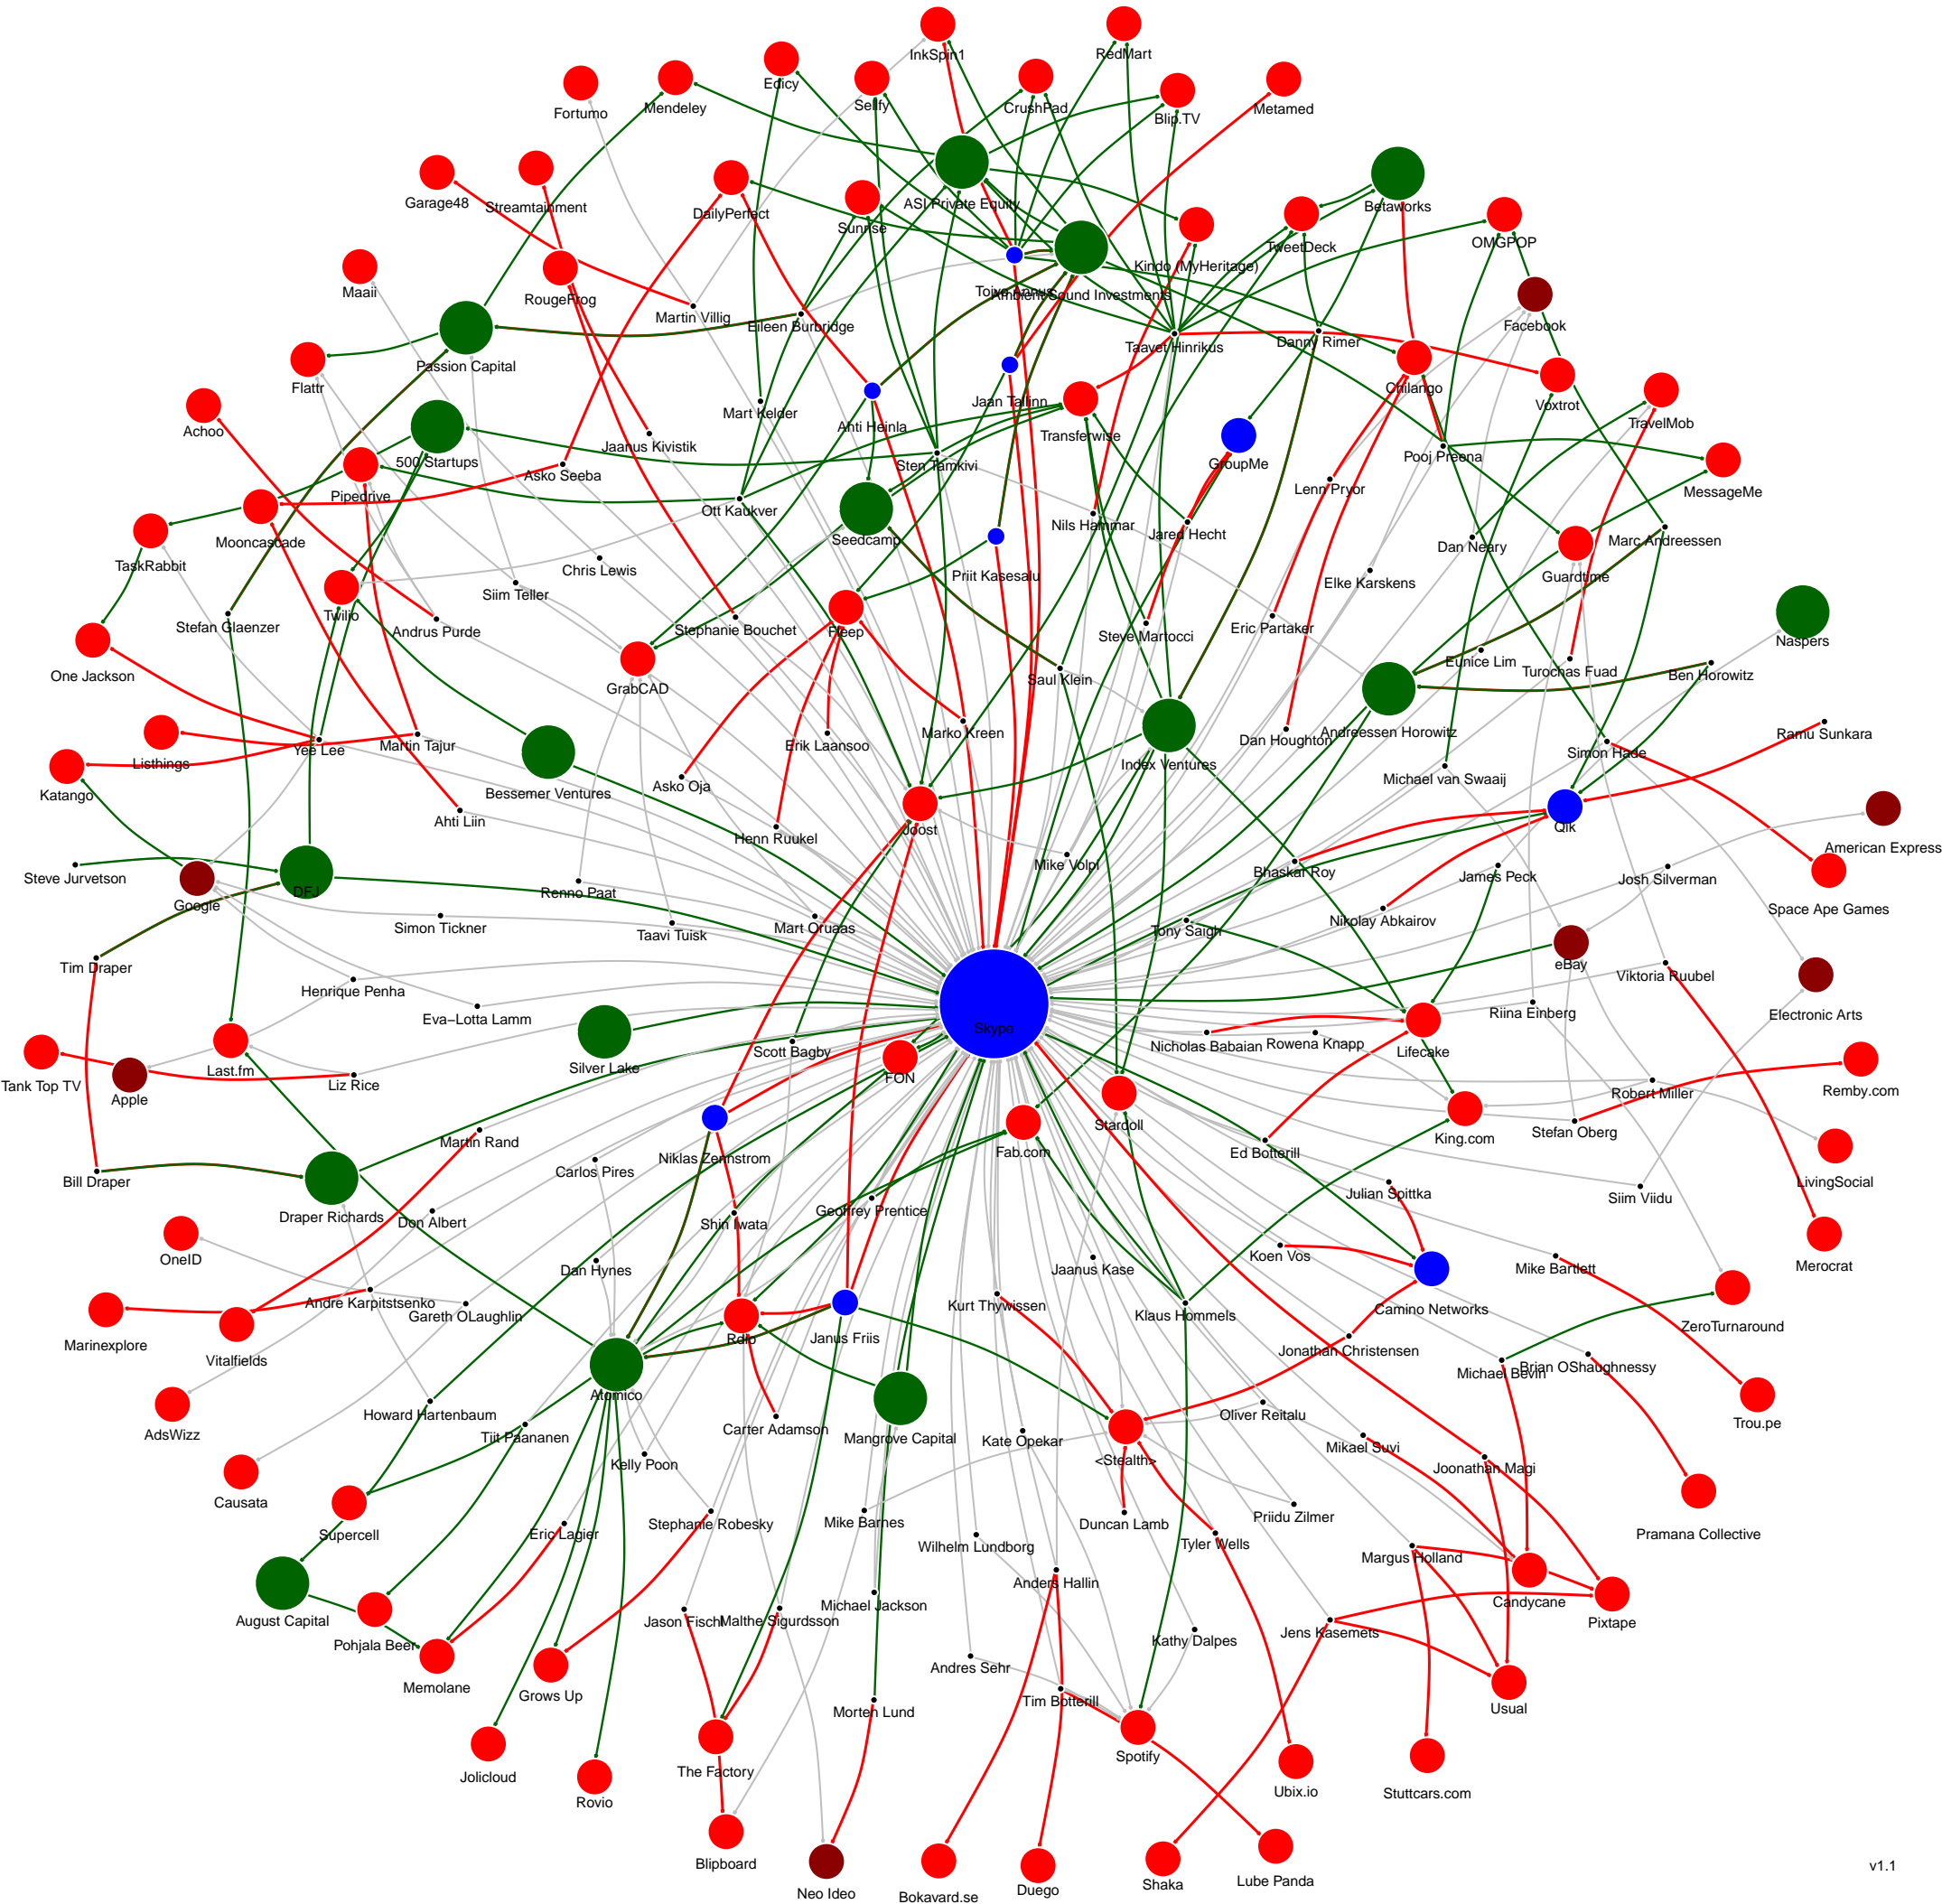 InkSpin1
RedMart
Edicy
Sellfy
CrushPad
Mendeley
Fortumo
Blip.TV
Metamed
Garage48
Streamtainment
DailyPerfect
Sunrise
ASI Private Equity
Betaworks
TweetDeck
OMGPOP
Kindo (MyHeritage)
Maaii
RougeFrog
Toivo Annus
Ambient Sound Investments
Martin Villig
Eileen Burbridge
Facebook
Taavet Hinrikus
Danny Rimer
Flattr
Passion Capital
Chilango
Voxtrot
Jaan Tallinn
Mart Kelder
Achoo
Ahti Heinla
Transferwise
TravelMob
Jaanus Kivistik
500 Startups
Sten Tamkivi
GroupMe
Pooj Preena
Asko Seeba
Pipedrive
Lenn Pryor
MessageMe
Ott Kaukver
Mooncascade
Seedcamp
Nils Hammar
Jared Hecht
Dan Neary
Marc Andreessen
TaskRabbit
Chris Lewis
Priit Kasesalu
Elke Karskens
Guardtime
Siim Teller
Twilio
Stefan Glaenzer
Andrus Purde
Stephanie Bouchet
Fleep
Steve Martocci
Eric Partaker
Naspers
One Jackson
GrabCAD
Saul Klein
Eunice Lim
Turochas Fuad
Ben Horowitz
Yee Lee
Martin Tajur
Erik Laansoo
Marko Kreen
Dan Houghton
Andreessen Horowitz
Ramu Sunkara
Listhings
Simon Hade
Index Ventures
Michael van Swaaij
Katango
Bessemer Ventures
Asko Oja
Ahti Liin
Henn Ruukel
Joost
Qik
American Express
Steve Jurvetson
DFJ
Google
Renno Paat
Mike Volpi
Bhaskar Roy
James Peck
Josh Silverman
Space Ape Games
Simon Tickner
Taavi Tuisk
Mart Oruaas
Tony Saigh
Nikolay Abkairov
Tim Draper
eBay
Viktoria Ruubel
Henrique Penha
Eva-Lotta Lamm
Skype
Riina Einberg
Electronic Arts
Nicholas Babaian
Rowena Knapp
Lifecake
Scott Bagby
Silver Lake
FON
Last.fm
Liz Rice
Tank Top TV
Apple
Remby.com
Robert Miller
Stardoll
King.com
Stefan Oberg
Martin Rand
Niklas Zennstrom
Fab.com
Ed Botterill
Carlos Pires
Bill Draper
LivingSocial
Draper Richards
Don Albert
Shin Iwata
Geoffrey Prentice
Julian Spittka
Siim Viidu
OneID
Dan Hynes
Jaanus Kase
Koen Vos
Mike Bartlett
Merocrat
Andre Karpitstsenko
Gareth OLaughlin
Kurt Thywissen
Klaus Hommels
Camino Networks
Marinexplore
Vitalfields
Rdio
Janus Friis
Jonathan Christensen
ZeroTurnaround
Atomico
Michael Bevin
Brian OShaughnessy
AdsWizz
Howard Hartenbaum
Tiit Paananen
Carter Adamson
Mangrove Capital
Kate Opekar
<Stealth>
Oliver Reitalu
Trou.pe
Mikael Suvi
Kelly Poon
Joonathan Magi
Causata
Supercell
Eric Lagier
Stephanie Robesky
Mike Barnes
Wilhelm Lundborg
Duncan Lamb
Tyler Wells
Priidu Zilmer
Margus Holland
Pramana Collective
August Capital
Pohjala Beer
Jason Fischl
Malthe Sigurdsson
Michael Jackson
Anders Hallin
Kathy Dalpes
Jens Kasemets
Candycane
Pixtape
Memolane
Grows Up
Andres Sehr
Tim Botterill
Morten Lund
Usual
Jolicloud
Rovio
The Factory
Spotify
Ubix.io
Stuttcars.com
Blipboard
Neo Ideo
Bokavard.se
Duego
Shaka
Lube Panda
v1.1